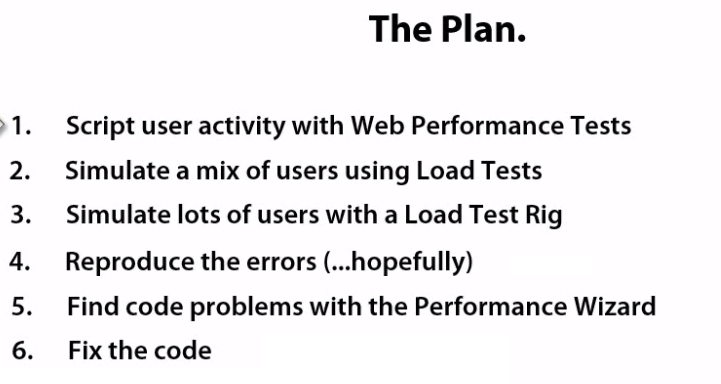 The Plan.
1. Script user activity with Web Performance Tests
2. Simulate a mix of users using Load Tests
3. Simulate lots of users with a Load Test Rig
4. Reproduce the errors (...hopefully)
5. Find code problems with the Performance Wizard
6. Fix the code